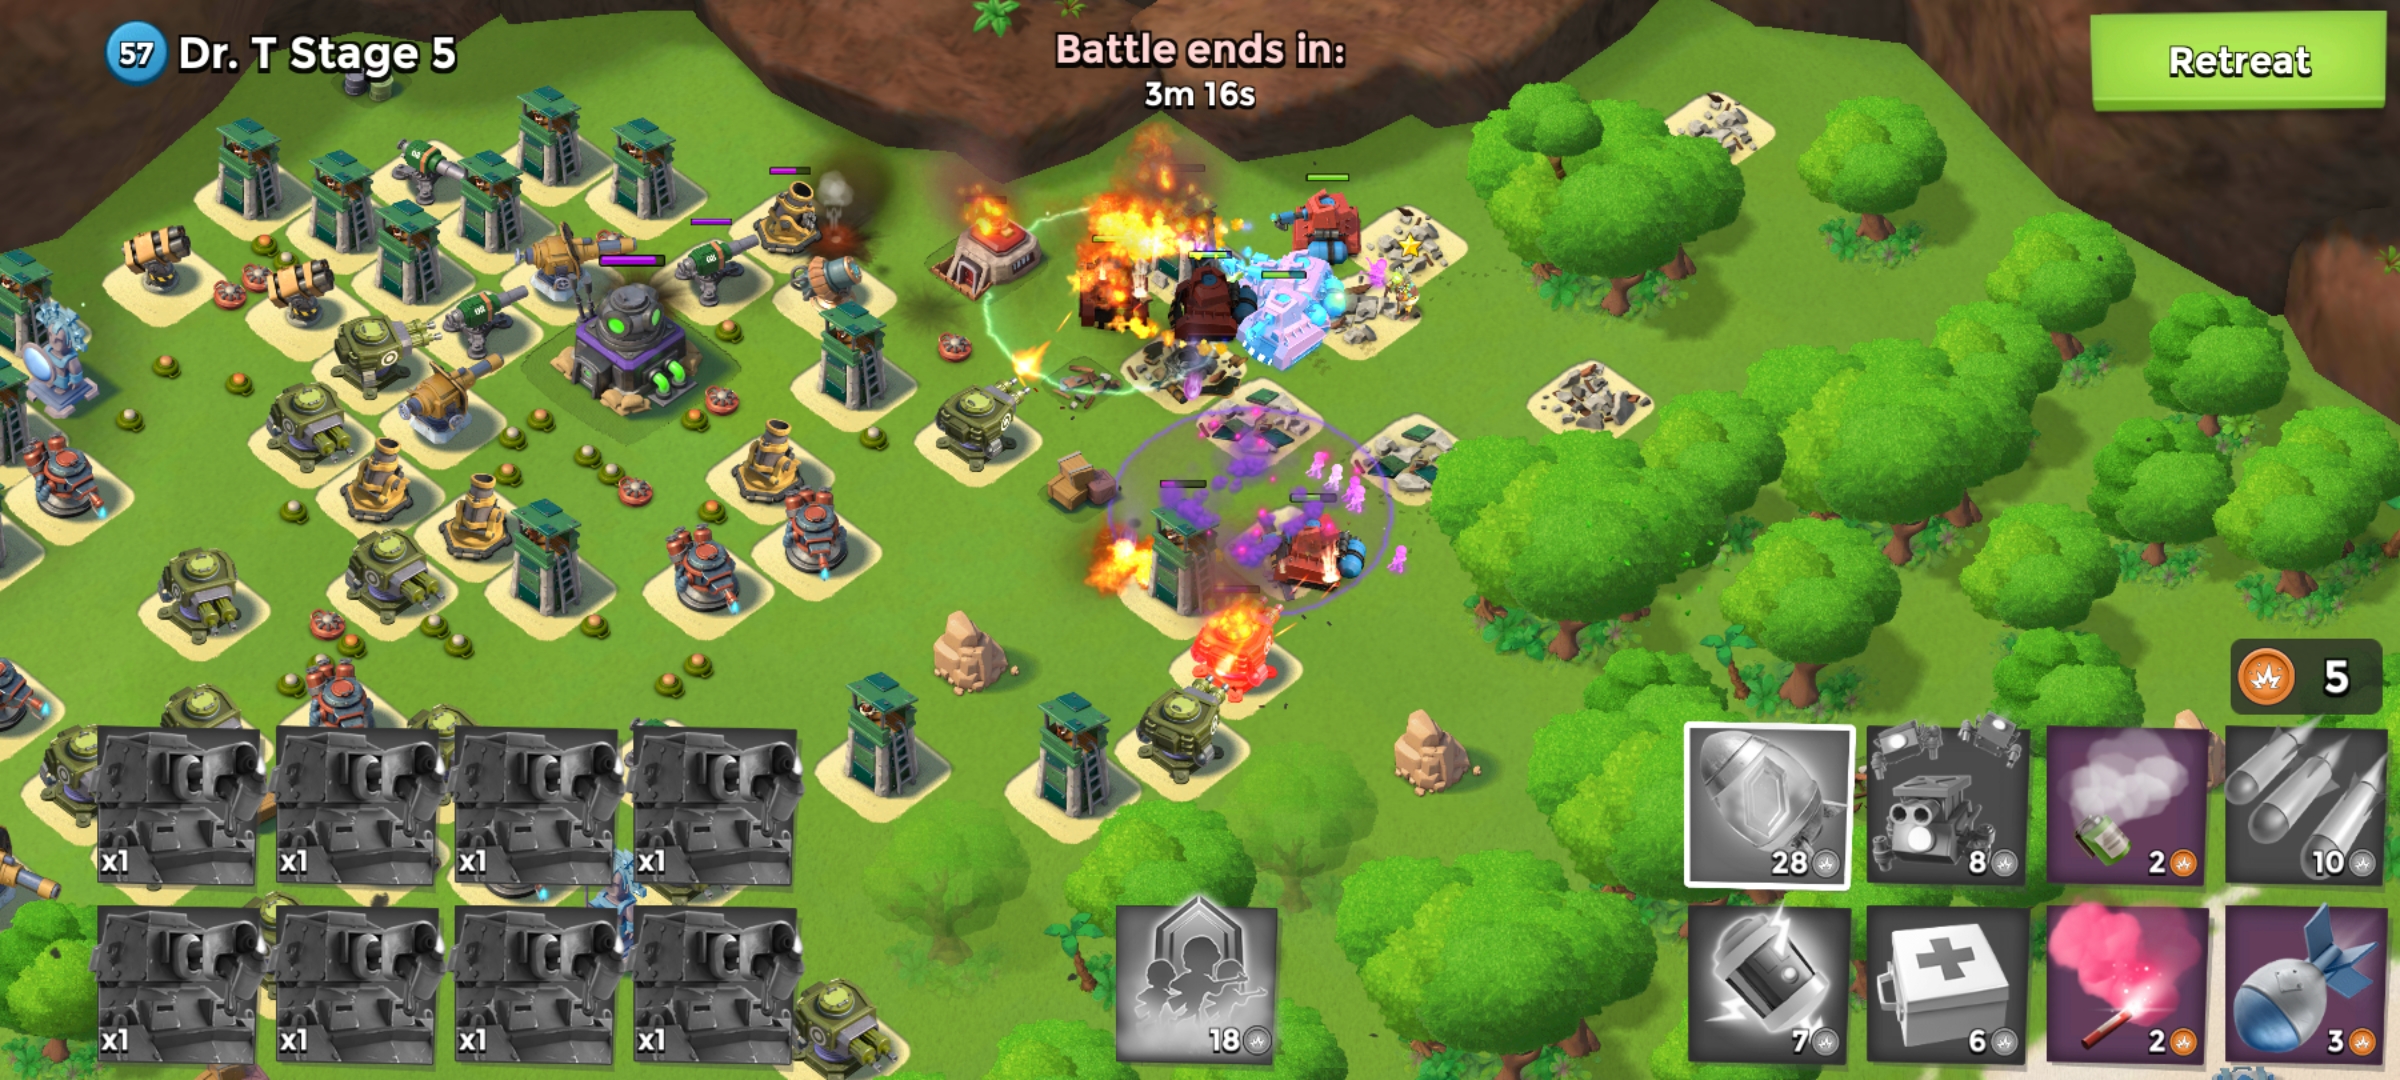 57 Dr. T Stage 5
Battle ends in:
3m 16s
Retreat
5
x1 x1 x1 x1
28 8 2 10
x1 x1 x1 x1
18
7 6 2 3